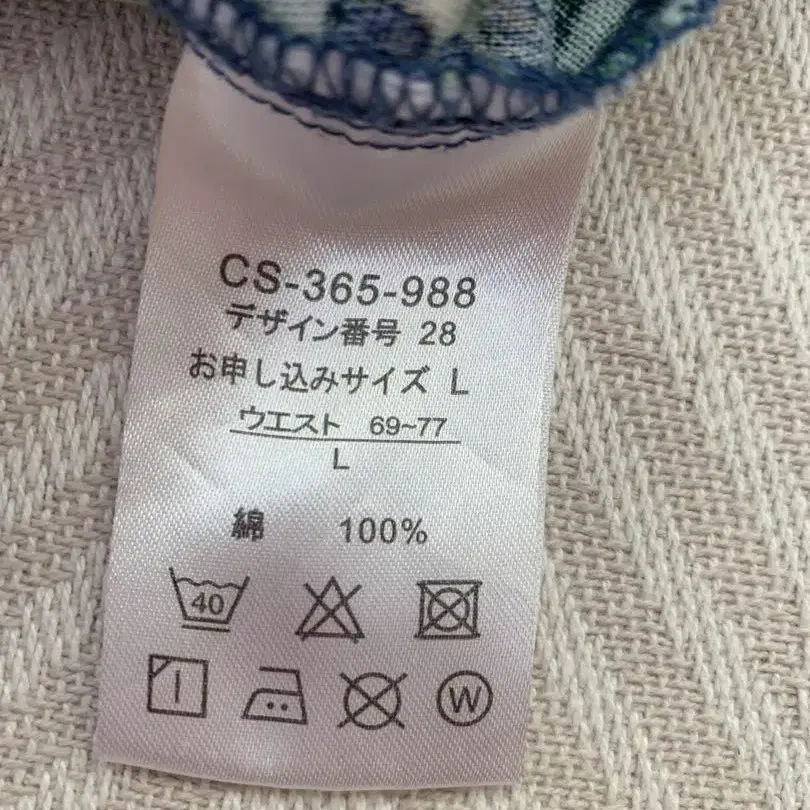 CS-365-988
デザイン番号 28
お申し込みサイズ L
ウエスト 69~77
L
綿 100%
40
W